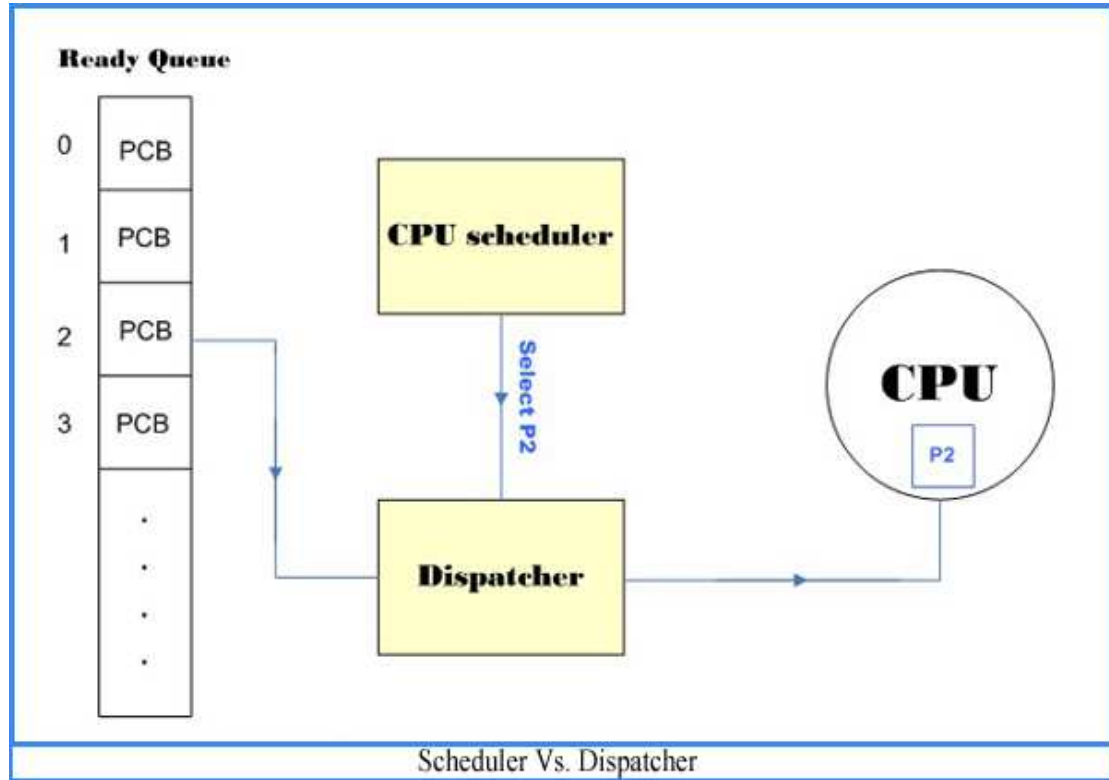 Ready Queue
0 PCB
1 PCB
2 PCB
3 PCB
.
.
.
.
CPU scheduler
Select P2
Dispatcher
CPU
P2
Scheduler Vs. Dispatcher